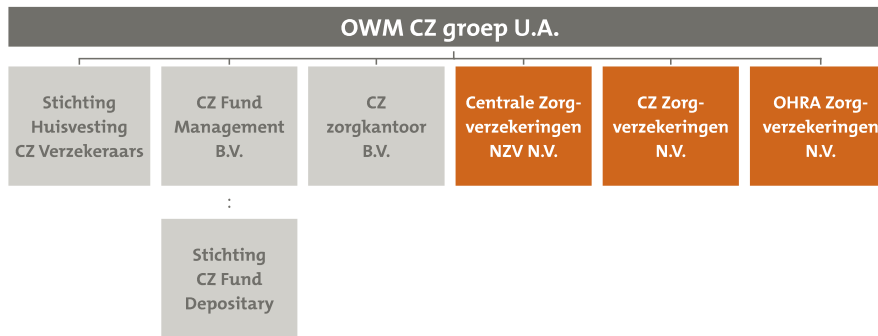 OWM CZ groep U.A.
Stichting
Huisvesting
CZ Verzekeraars
CZ Fund
Management
B.V.
CZ
zorgkantoor
B.V.
Centrale Zorg-
verzekeringen
NZV N.V.
CZ Zorg-
verzekeringen
N.V.
OHRA Zorg-
verzekeringen
N.V.
:
Stichting
CZ Fund
Depositary